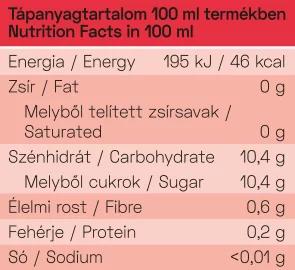 Tápanyagtartalom 100 ml termékben
Nutrition Facts in 100 ml
Energia / Energy 195 kJ / 46 kcal
Zsír / Fat 0 g
Melyből telített zsírsavak /
Saturated 0 g
Szénhidrát / Carbohydrate 10,4 g
Melyből cukrok / Sugar 10,4 g
Élelmi rost / Fibre 0,6 g
Fehérje / Protein 0,2 g
Só / Sodium <0,01 g